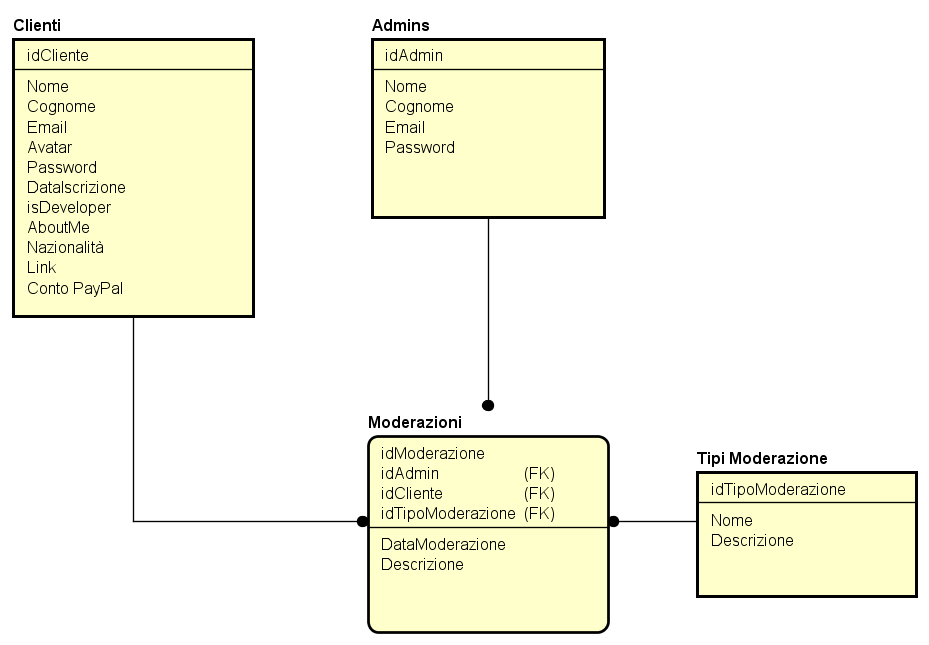 Clienti
idCliente
Nome
Cognome
Email
Avatar
Password
DataIscrizione
isDeveloper
AboutMe
Nazionalità
Link
Conto PayPal
Admins
idAdmin
Nome
Cognome
Email
Password
Moderazioni
idModerazione
idAdmin (FK)
idCliente (FK)
idTipoModerazione (FK)
DataModerazione
Descrizione
Tipi Moderazione
idTipoModerazione
Nome
Descrizione